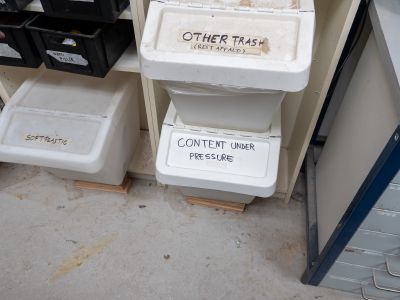 OTHER TRASH
(REST AFFALD)
CONTENT UNDER
PRESSURE
SOFT PLASTIC